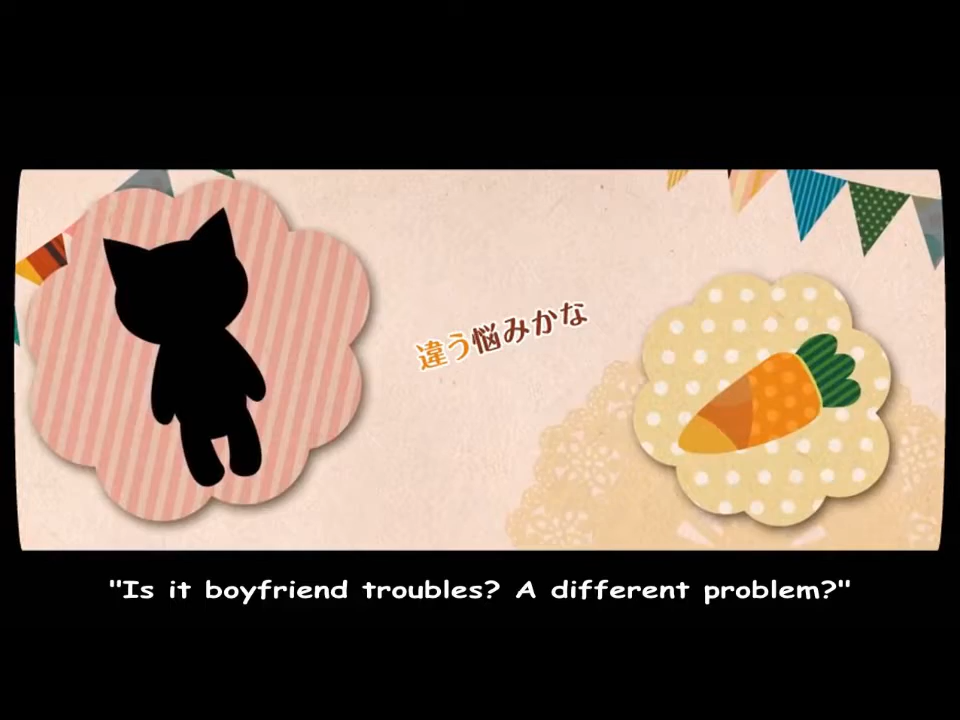 違う悩みかな
"Is it boyfriend troubles? A different problem?"